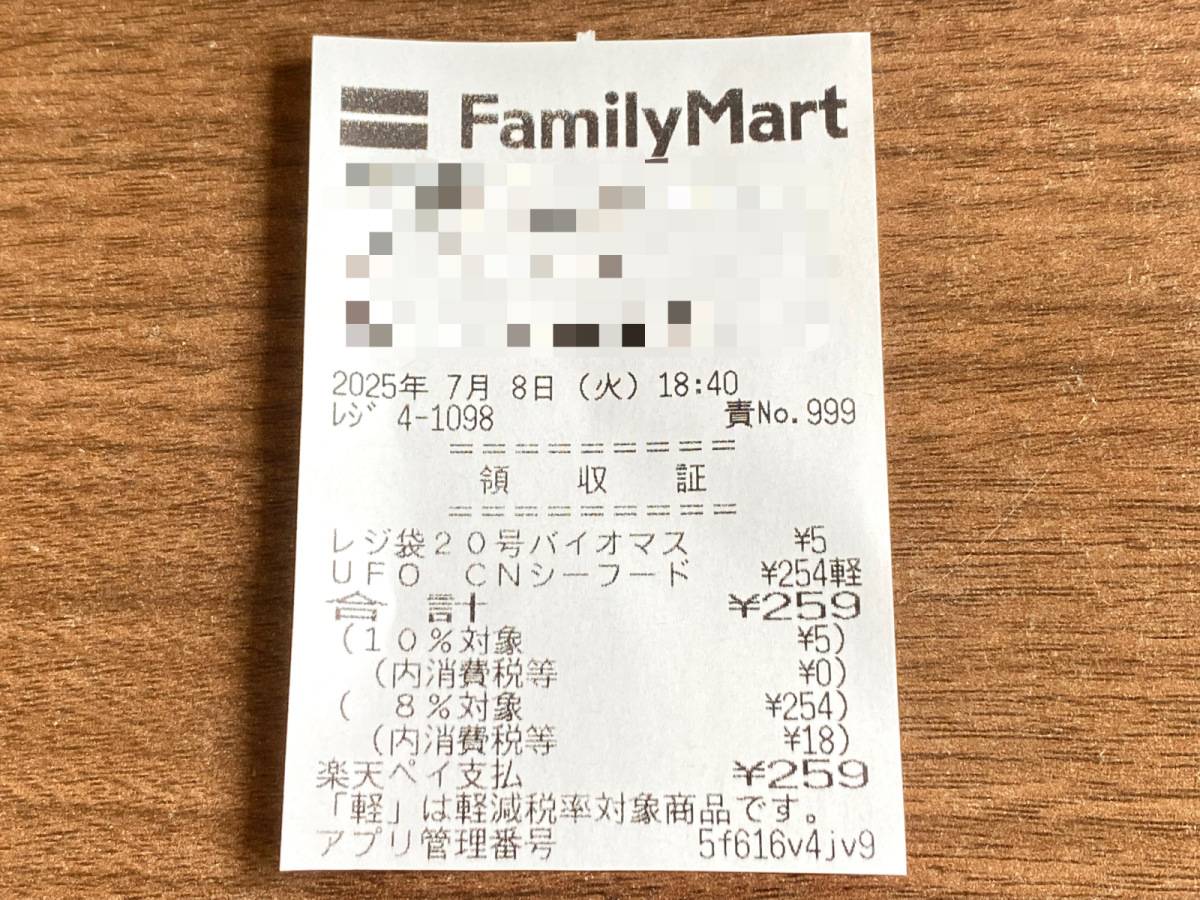 FamilyMart
2025年 7月 8日 (火) 18:40
レジ 4-1098 責No.999
=========
領 収 証
=========
レジ袋20号バイオマス ¥5
UFO CNシーフード ¥254軽
合 計 ¥259
(10%対象 ¥5)
(内消費税等 ¥0)
( 8%対象 ¥254)
(内消費税等 ¥18)
楽天ペイ支払 ¥259
「軽」は軽減税率対象商品です。
アプリ管理番号 5f616v4jv9